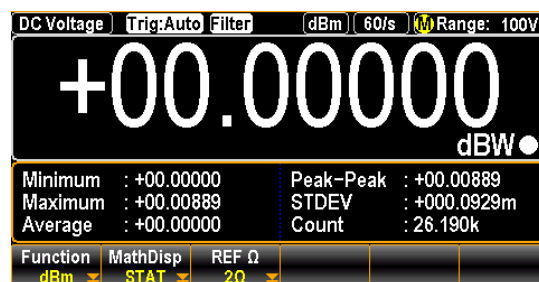 DC Voltage Trig:Auto Filter dBm 60/s M Range: 100V
+00.00000
dBW
Minimum : +00.00000 Peak-Peak : +00.00889
Maximum : +00.00889 STDEV : +000.0929m
Average : +00.00000 Count : 26.190k
Function MathDisp REF Ω
dBm STAT 2Ω